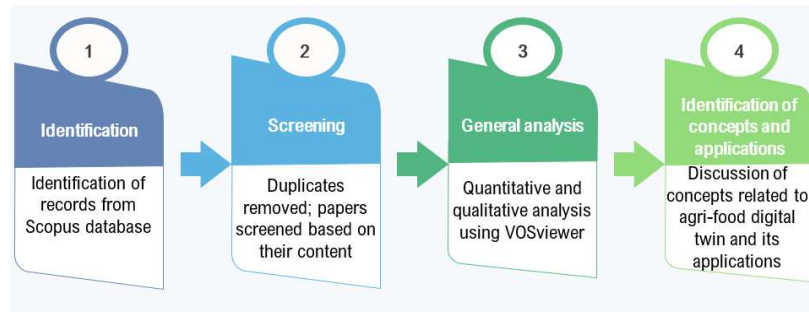 1
Identification
Identification of
records from
Scopus database
2
Screening
Duplicates
removed; papers
screened based on
their content
3
General analysis
Quantitative and
qualitative analysis
using VOSviewer
4
Identification of
concepts and
applications
Discussion of
concepts related to
agri-food digital
twin and its
applications